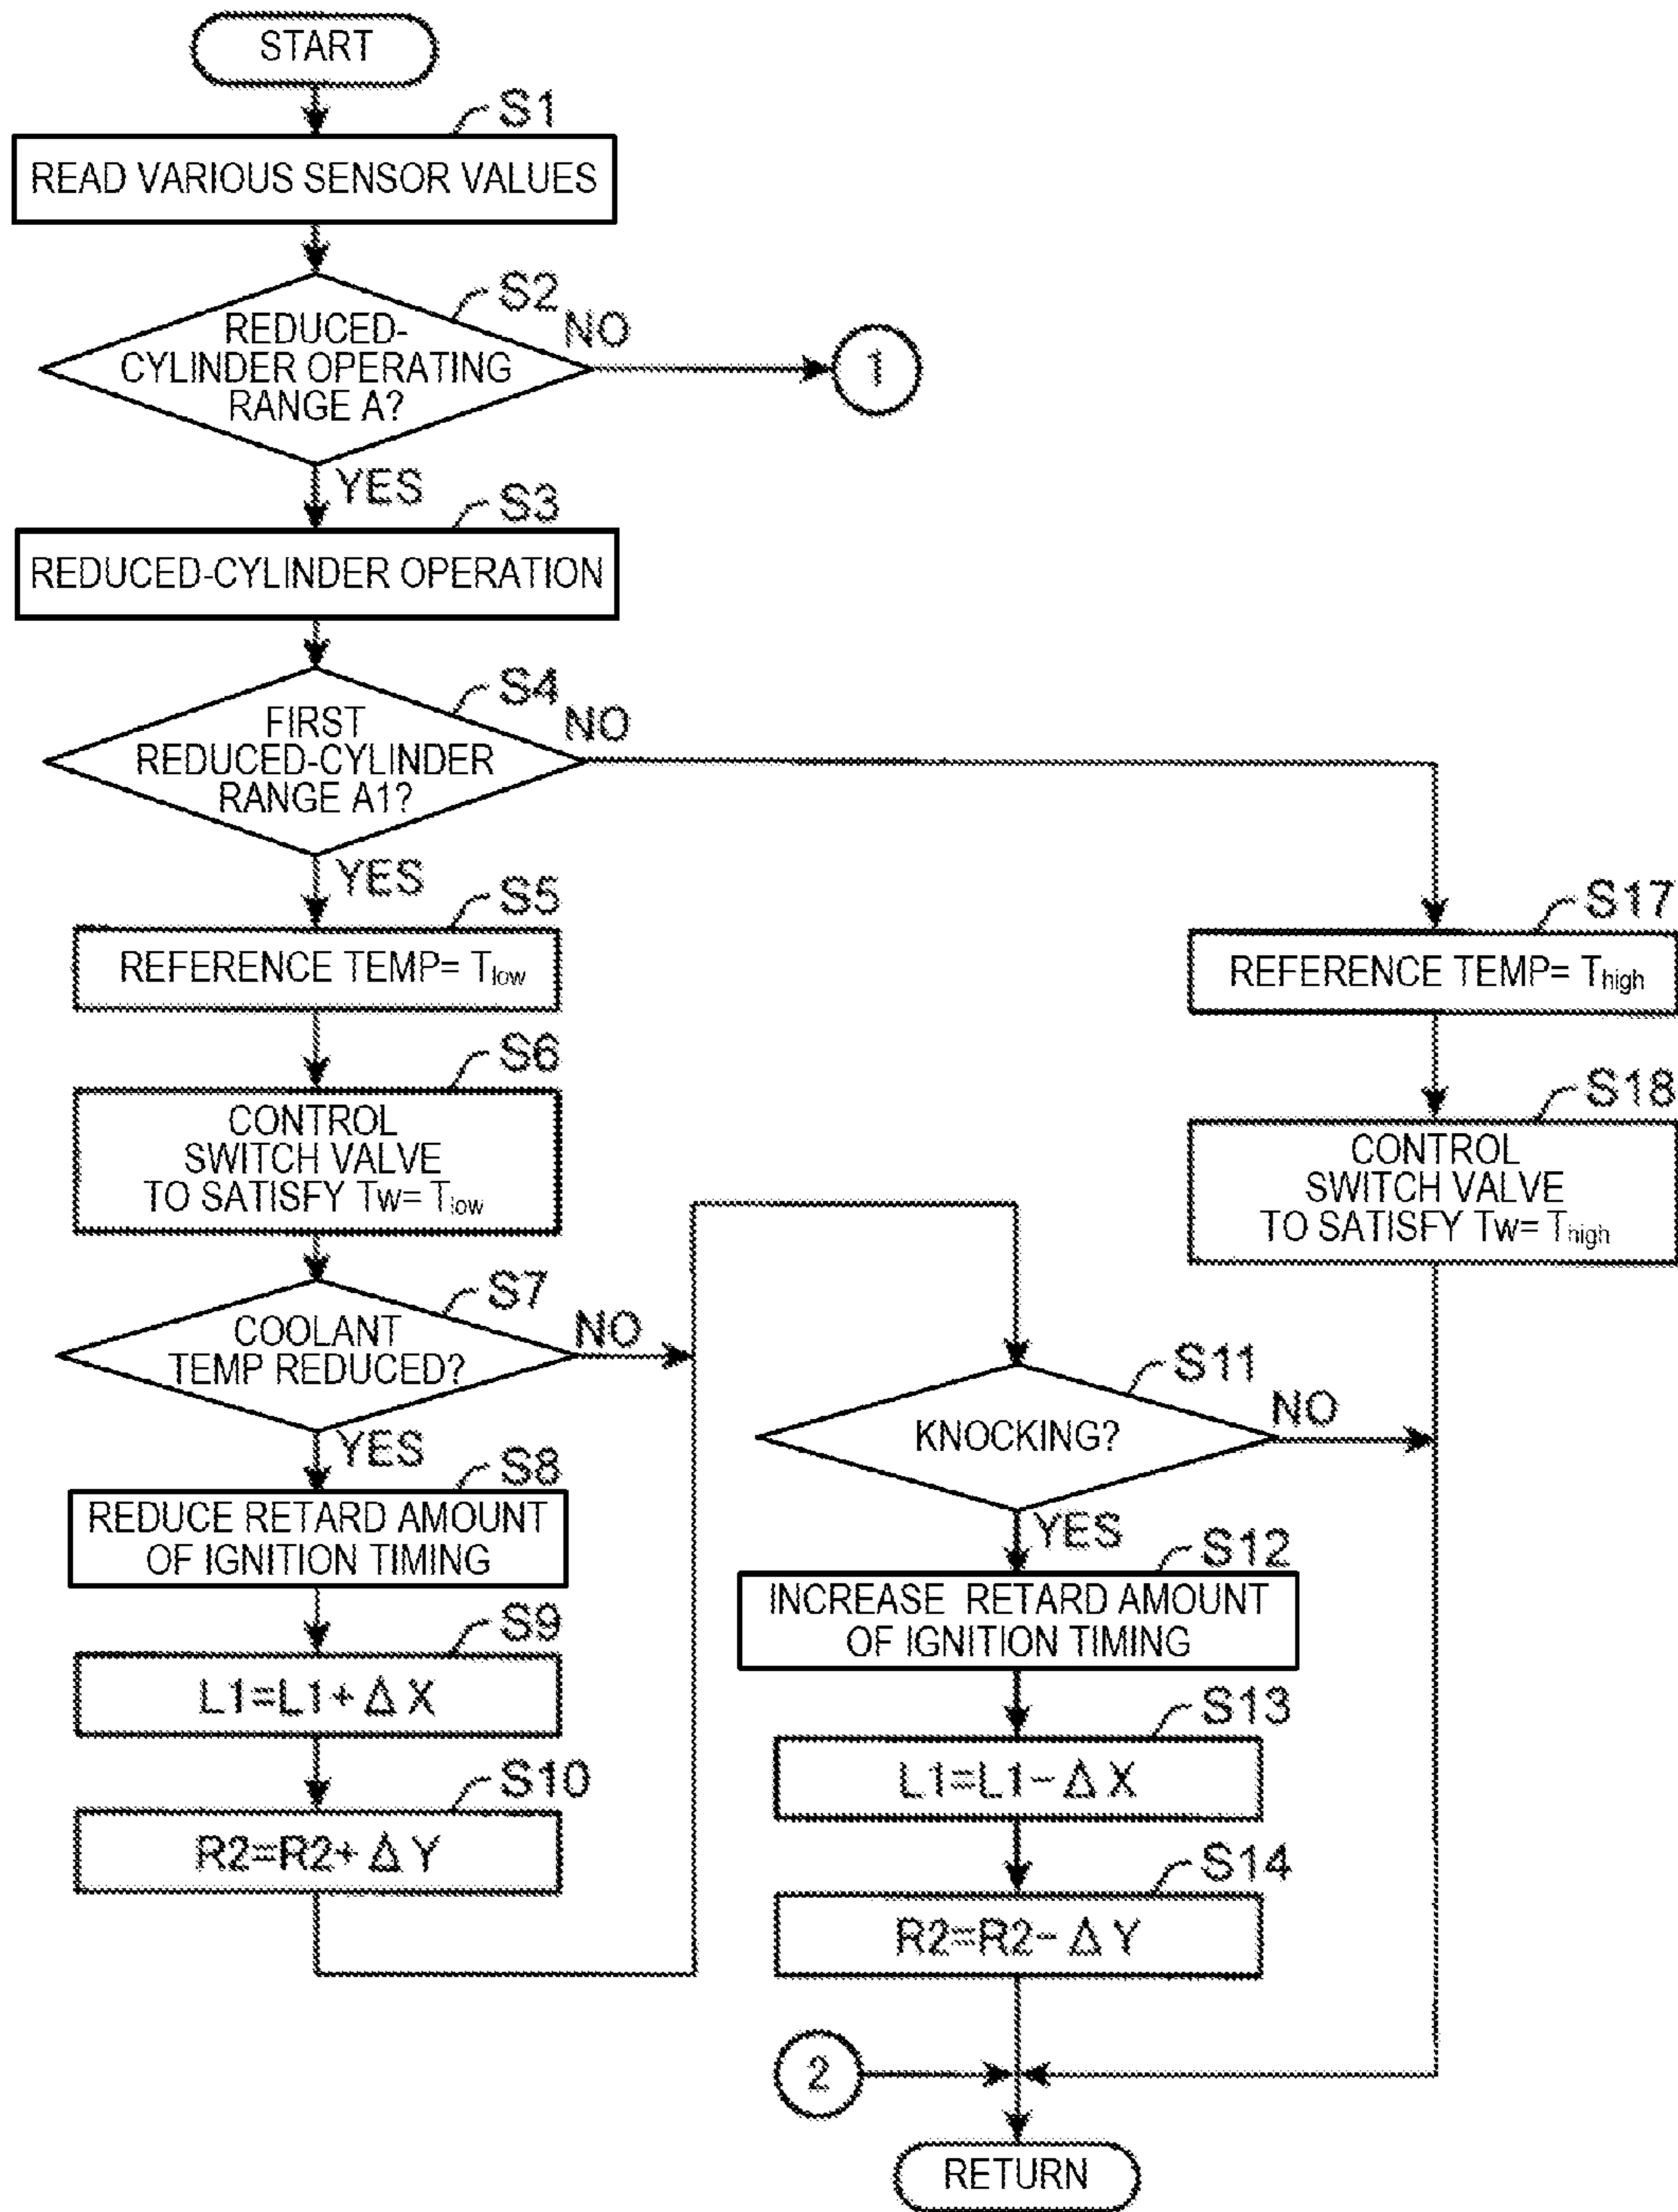 START
S1
READ VARIOUS SENSOR VALUES
S2
REDUCED-
CYLINDER OPERATING
RANGE A?
NO
1
YES
S3
REDUCED-CYLINDER OPERATION
S4
FIRST
REDUCED-CYLINDER
RANGE A1?
NO
YES
S5
REFERENCE TEMP= Tlow
S6
CONTROL
SWITCH VALVE
TO SATISFY Tw= Tlow
S7
COOLANT
TEMP REDUCED?
NO
YES
S8
REDUCE RETARD AMOUNT
OF IGNITION TIMING
S9
L1=L1+ Δ X
S10
R2=R2+ Δ Y
S11
KNOCKING?
NO
YES
S12
INCREASE RETARD AMOUNT
OF IGNITION TIMING
S13
L1=L1- Δ X
S14
R2=R2- Δ Y
S17
REFERENCE TEMP= Thigh
S18
CONTROL
SWITCH VALVE
TO SATISFY Tw= Thigh
2
RETURN